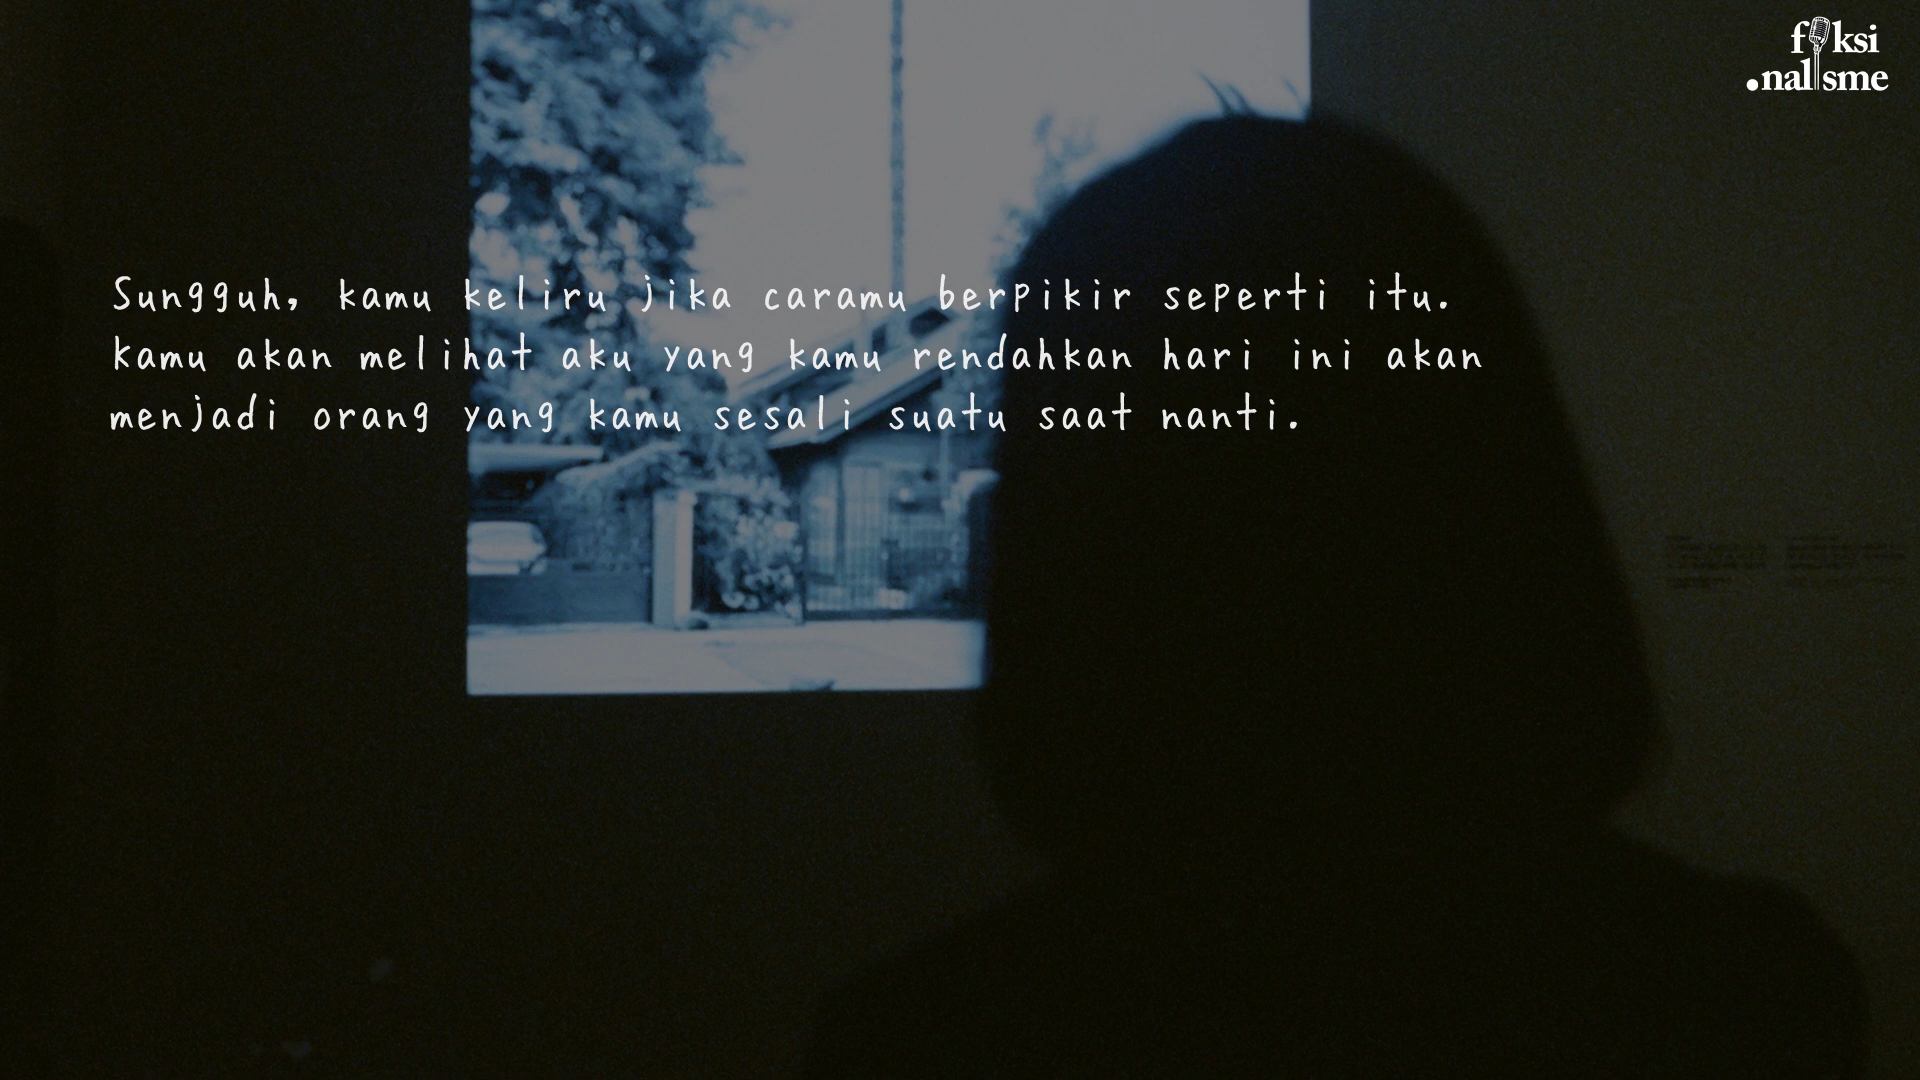 fiksi
.nalisme
Sungguh, kamu keliru jika caramu berpikir seperti itu.
kamu akan melihat aku yang kamu rendahkan hari ini akan
menjadi orang yang kamu sesali suatu saat nanti.